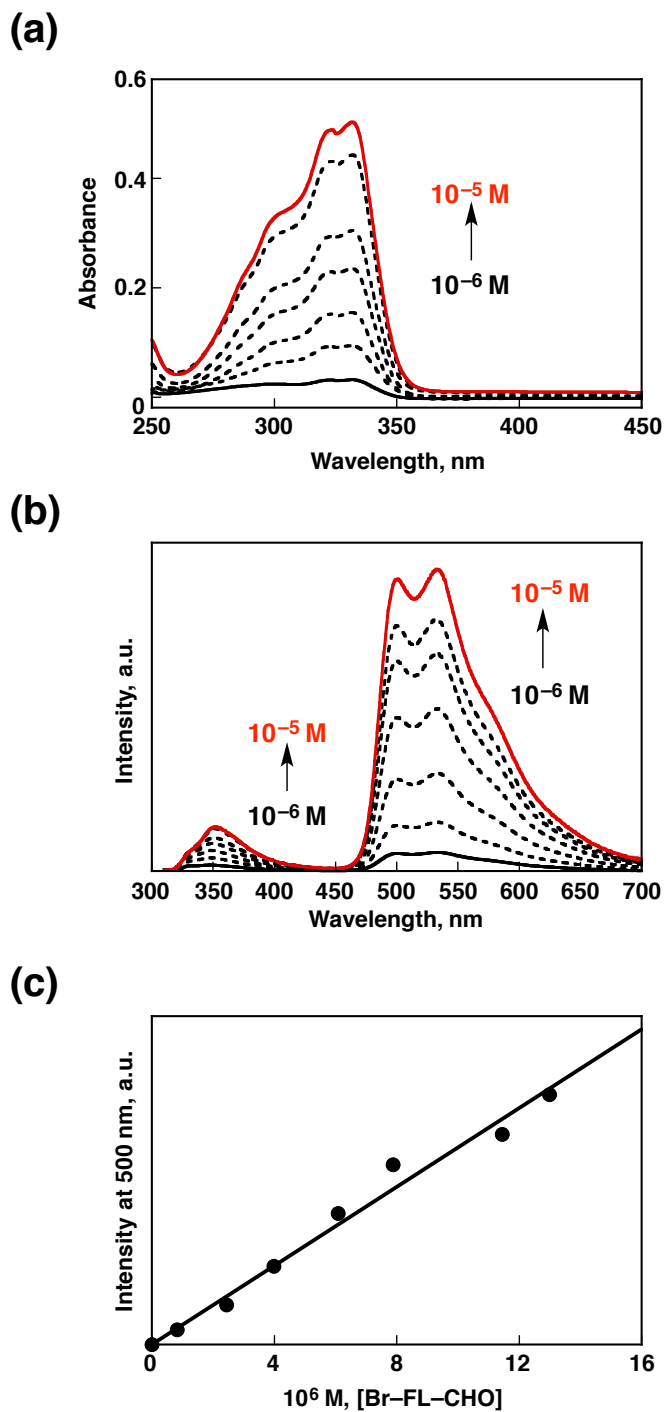 (a)
0.6
0.4
0.2
0
Absorbance
10⁻⁵ M
10⁻⁶ M
250 300 350 400 450
Wavelength, nm
(b)
Intensity, a.u.
10⁻⁵ M
10⁻⁶ M
10⁻⁵ M
10⁻⁶ M
300 350 400 450 500 550 600 650 700
Wavelength, nm
(c)
Intensity at 500 nm, a.u.
0 4 8 12 16
10⁶ M, [Br–FL–CHO]